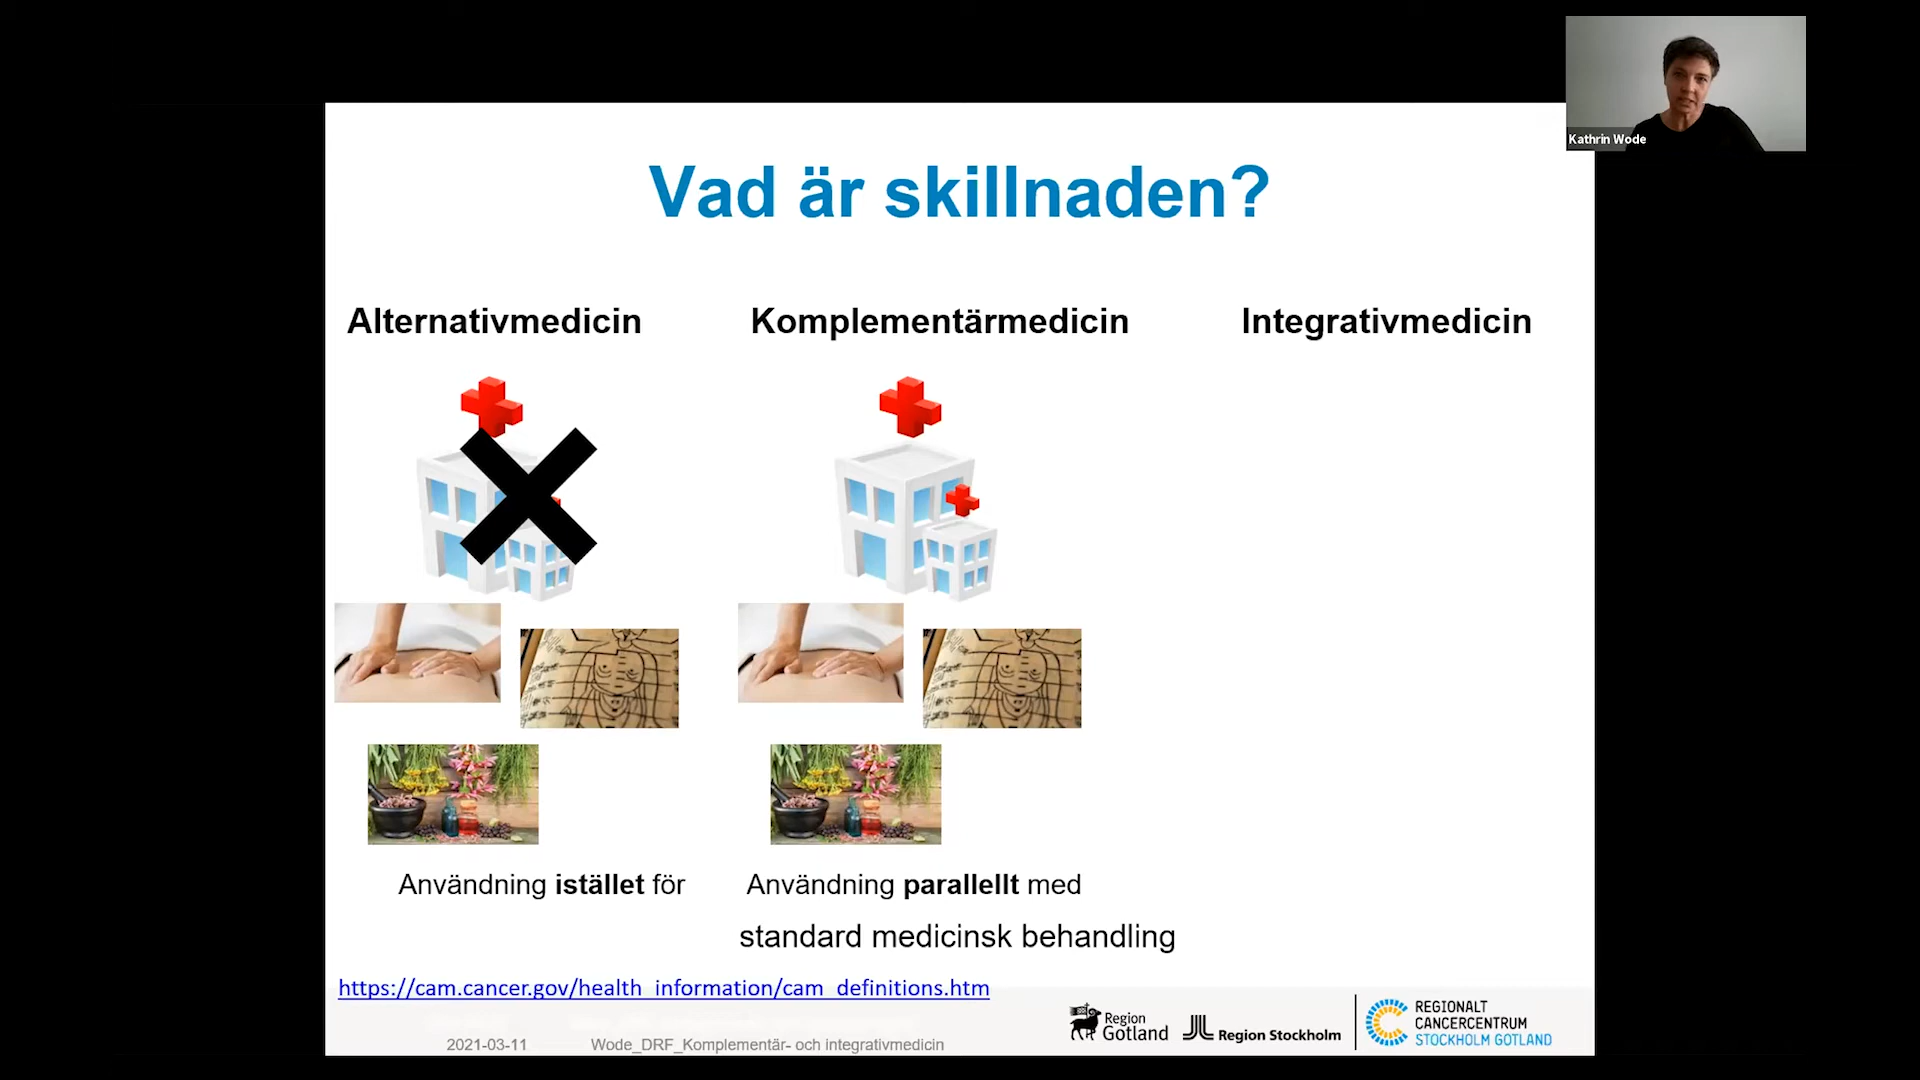 Kathrin Wode
Vad är skillnaden?
Alternativmedicin
Komplementärmedicin
Integrativmedicin
Användning istället för
Användning parallellt med
standard medicinsk behandling
https://cam.cancer.gov/health_information/cam_definitions.htm
2021-03-11
Wode_DRF_Komplementär- och integrativmedicin
Region
Gotland
Region Stockholm
REGIONALT
CANCERCENTRUM
STOCKHOLM GOTLAND